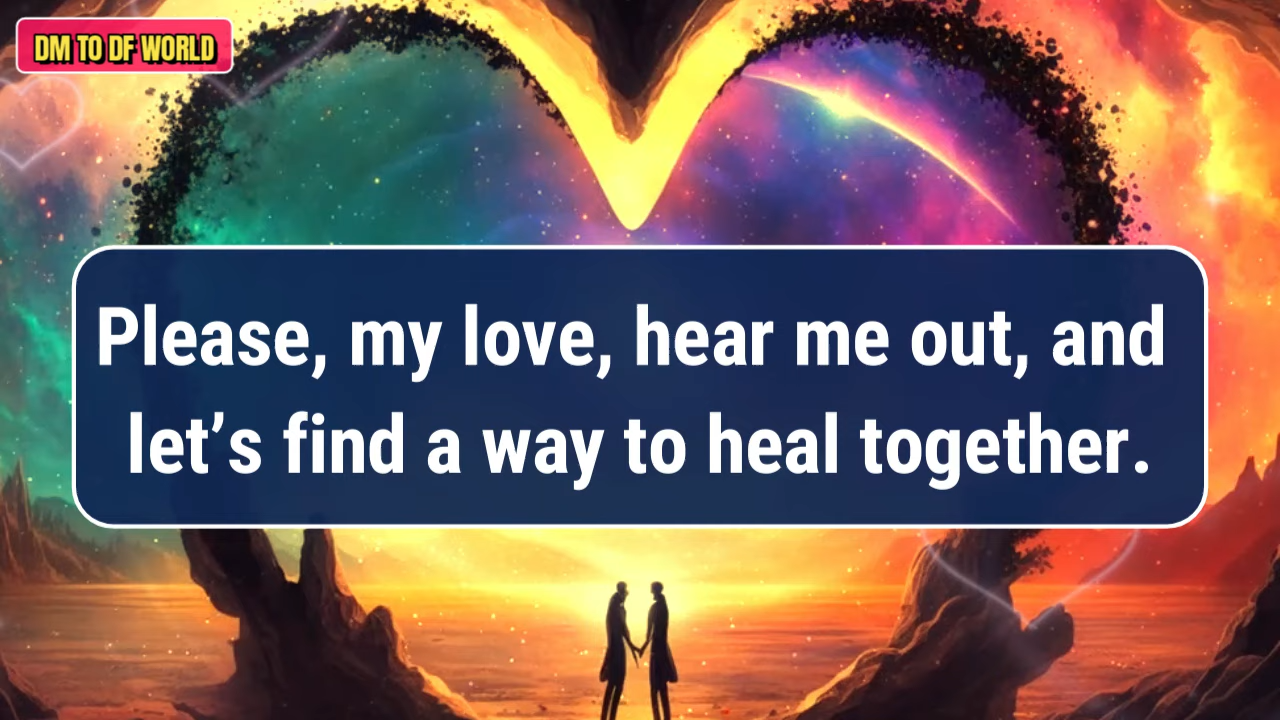 DM TO DF WORLD
Please, my love, hear me out, and
let’s find a way to heal together.